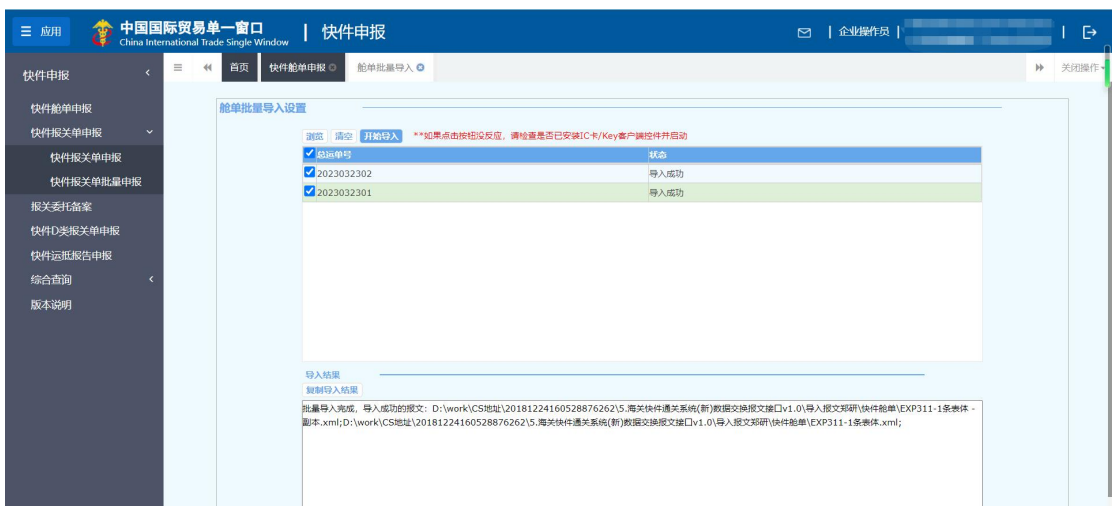 应用
中国国际贸易单一窗口
China International Trade Single Window
快件申报
企业操作员
快件申报
首页
快件舱单申报
舱单批量导入
关闭操作
快件舱单申报
快件报关单申报
快件报关单申报
快件报关单批量申报
报关委托备案
快件D类报关单申报
快件运抵报告申报
综合查询
版本说明
舱单批量导入设置
浏览 清空 开始导入 **如果点击按钮没反应，请检查是否已安装IC卡/Key客户端控件并启动
总运单号 状态
2023032302 导入成功
2023032301 导入成功
导入结果
复制导入结果
批量导入完成，导入成功的报文：D:\work\CS地址\20181224160528876262\5.海关快件通关系统(新)数据交换报文接口v1.0\导入报文郑研\快件舱单\EXP311-1条表体 -
副本.xml;D:\work\CS地址\20181224160528876262\5.海关快件通关系统(新)数据交换报文接口v1.0\导入报文郑研\快件舱单\EXP311-1条表体.xml;